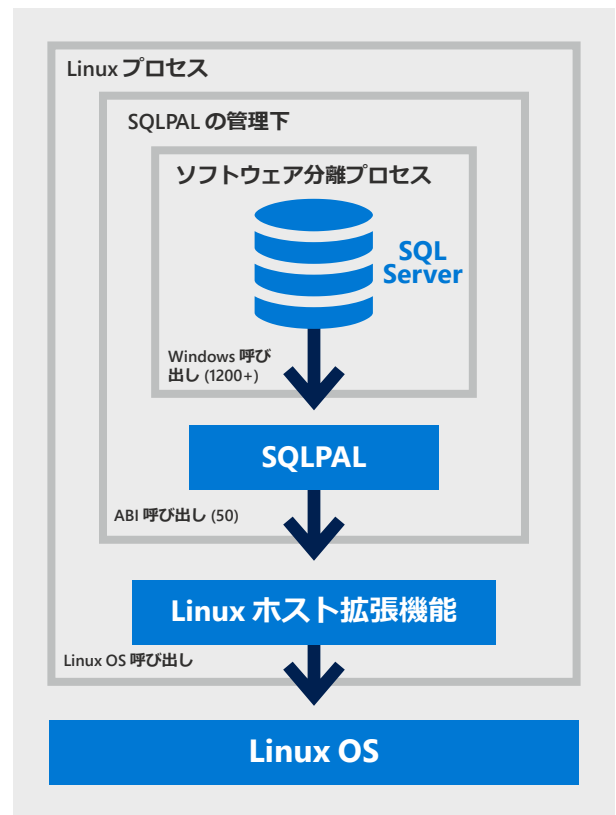 Linux プロセス
SQLPAL の管理下
ソフトウェア分離プロセス
SQL
Server
Windows 呼び
出し (1200+)
SQLPAL
ABI 呼び出し (50)
Linux ホスト拡張機能
Linux OS 呼び出し
Linux OS